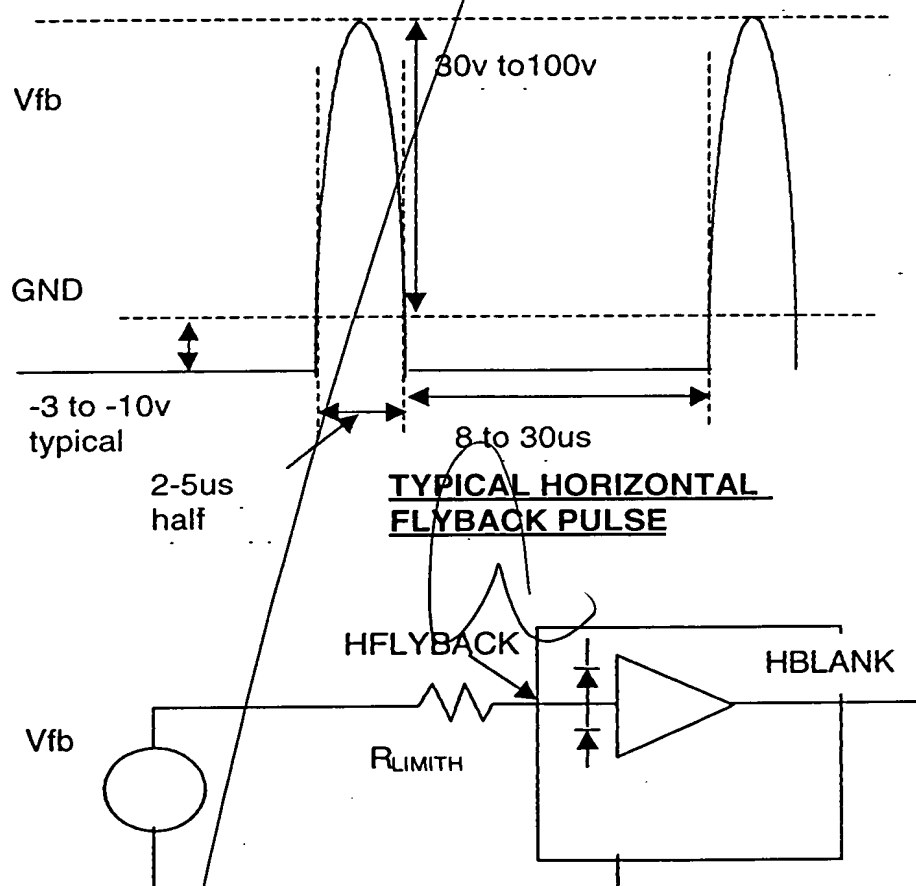 30v to100v
Vfb
GND
-3 to -10v
typical
8 to 30us
2-5us
half
TYPICAL HORIZONTAL
FLYBACK PULSE
HFLYBACK
HBLANK
Vfb
RLIMITH